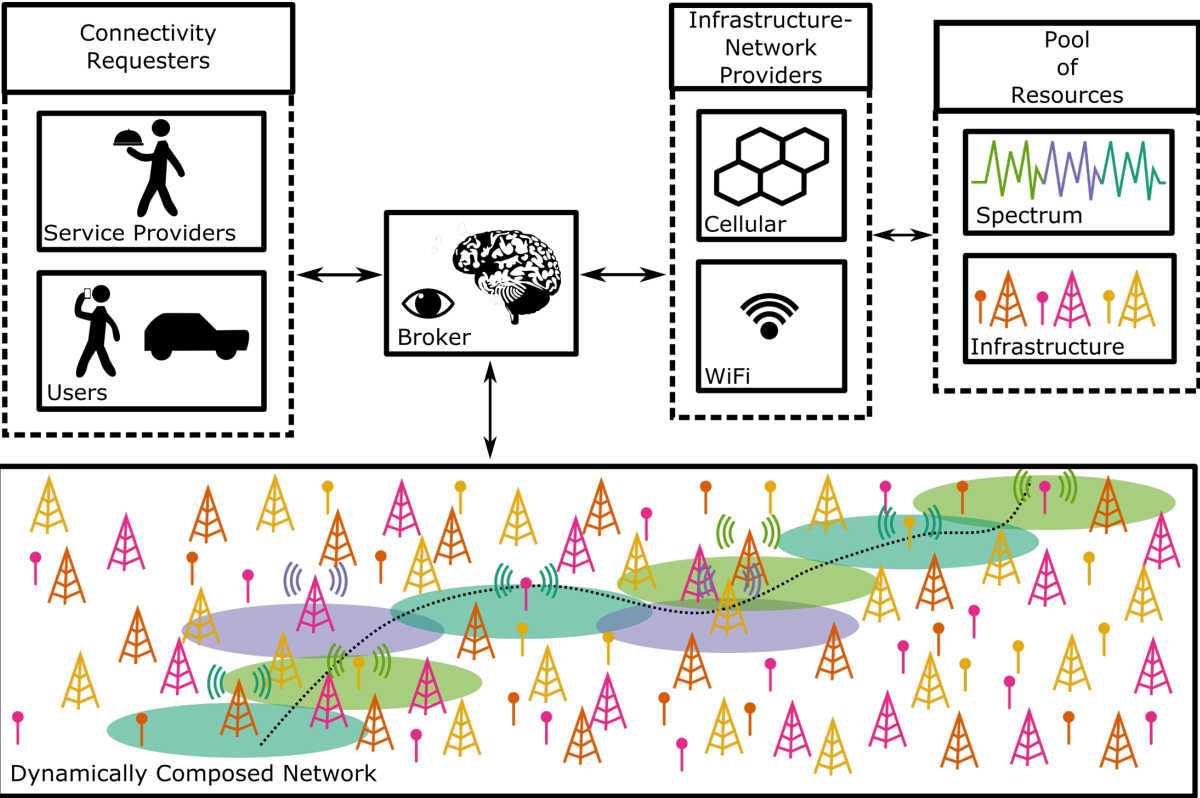 Connectivity
Requesters
Service Providers
Users
Broker
Infrastructure-
Network
Providers
Cellular
WiFi
Pool
of
Resources
Spectrum
Infrastructure
Dynamically Composed Network